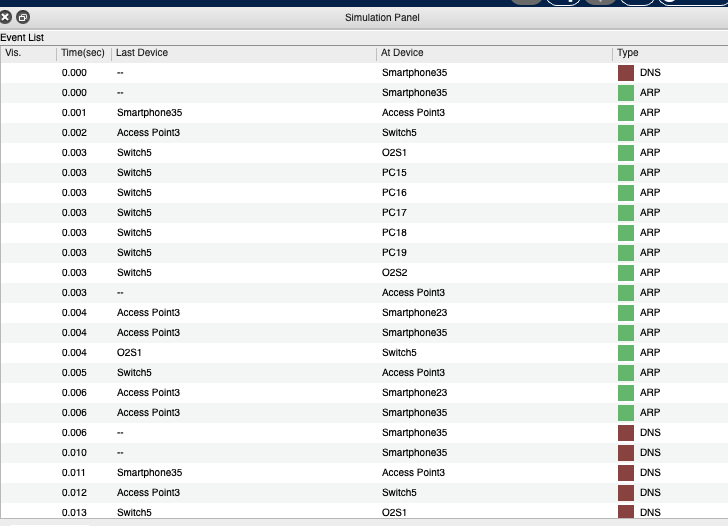 Simulation Panel
Event List
Vis. Time(sec) Last Device At Device Type
0.000 -- Smartphone35 DNS
0.000 -- Smartphone35 ARP
0.001 Smartphone35 Access Point3 ARP
0.002 Access Point3 Switch5 ARP
0.003 Switch5 O2S1 ARP
0.003 Switch5 PC15 ARP
0.003 Switch5 PC16 ARP
0.003 Switch5 PC17 ARP
0.003 Switch5 PC18 ARP
0.003 Switch5 PC19 ARP
0.003 Switch5 O2S2 ARP
0.003 -- Access Point3 ARP
0.004 Access Point3 Smartphone23 ARP
0.004 Access Point3 Smartphone35 ARP
0.004 O2S1 Switch5 ARP
0.005 Switch5 Access Point3 ARP
0.006 Access Point3 Smartphone23 ARP
0.006 Access Point3 Smartphone35 ARP
0.006 -- Smartphone35 DNS
0.010 -- Smartphone35 DNS
0.011 Smartphone35 Access Point3 DNS
0.012 Access Point3 Switch5 DNS
0.013 Switch5 O2S1 DNS